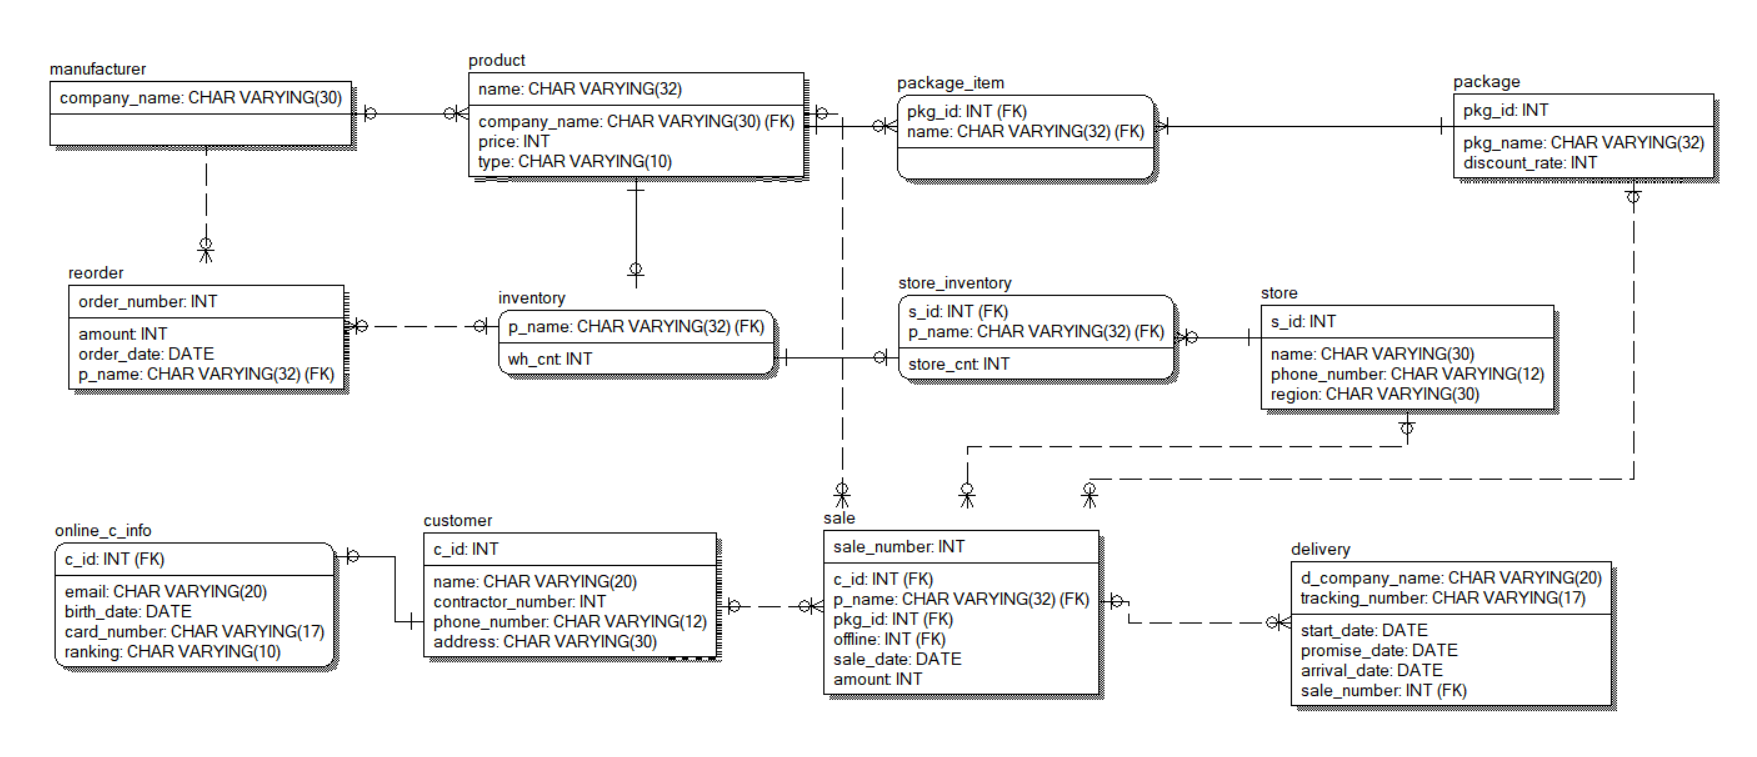 manufacturer
company_name: CHAR VARYING(30)
product
name: CHAR VARYING(32)
company_name: CHAR VARYING(30) (FK)
price: INT
type: CHAR VARYING(10)
package_item
pkg_id: INT (FK)
name: CHAR VARYING(32) (FK)
package
pkg_id: INT
pkg_name: CHAR VARYING(32)
discount_rate: INT
reorder
order_number: INT
amount: INT
order_date: DATE
p_name: CHAR VARYING(32) (FK)
inventory
p_name: CHAR VARYING(32) (FK)
wh_cnt: INT
store_inventory
s_id: INT (FK)
p_name: CHAR VARYING(32) (FK)
store_cnt: INT
store
s_id: INT
name: CHAR VARYING(30)
phone_number: CHAR VARYING(12)
region: CHAR VARYING(30)
online_c_info
c_id: INT (FK)
email: CHAR VARYING(20)
birth_date: DATE
card_number: CHAR VARYING(17)
ranking: CHAR VARYING(10)
customer
c_id: INT
name: CHAR VARYING(20)
contractor_number: INT
phone_number: CHAR VARYING(12)
address: CHAR VARYING(30)
sale
sale_number: INT
c_id: INT (FK)
p_name: CHAR VARYING(32) (FK)
pkg_id: INT (FK)
offline: INT (FK)
sale_date: DATE
amount: INT
delivery
d_company_name: CHAR VARYING(20)
tracking_number: CHAR VARYING(17)
start_date: DATE
promise_date: DATE
arrival_date: DATE
sale_number: INT (FK)